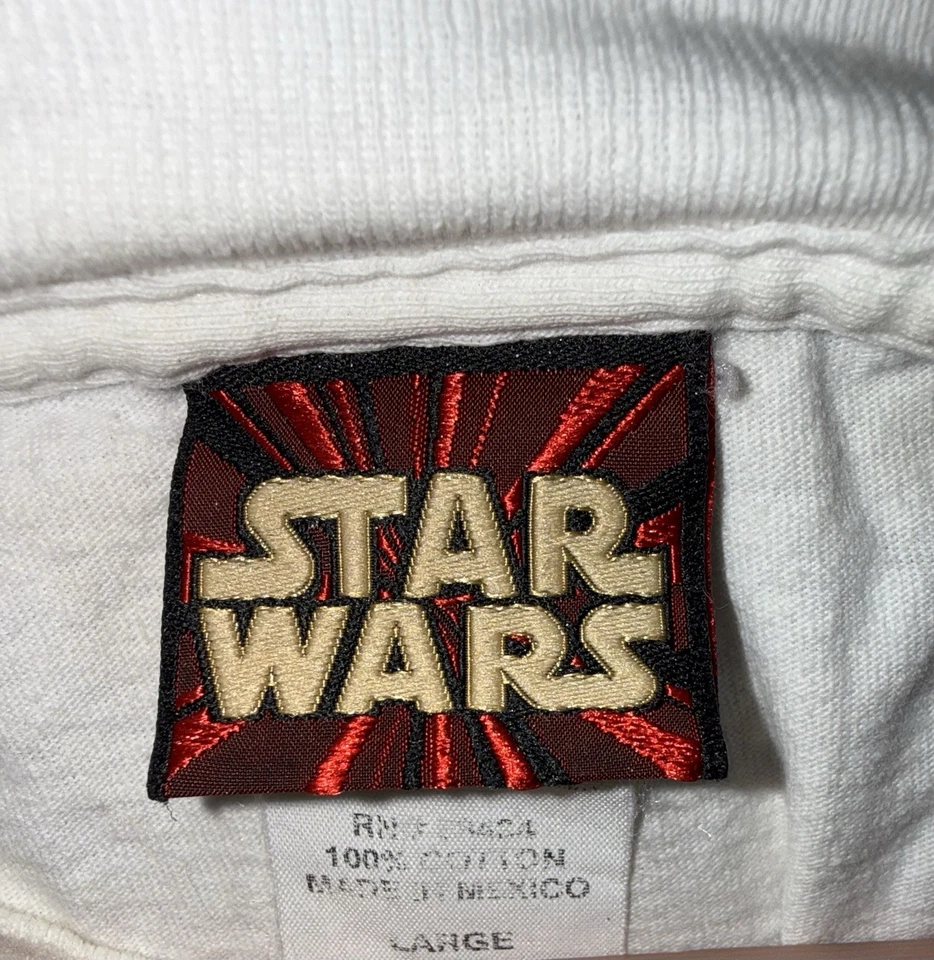 STAR
WARS
RN
100% COTTON
MADE IN MEXICO
LARGE